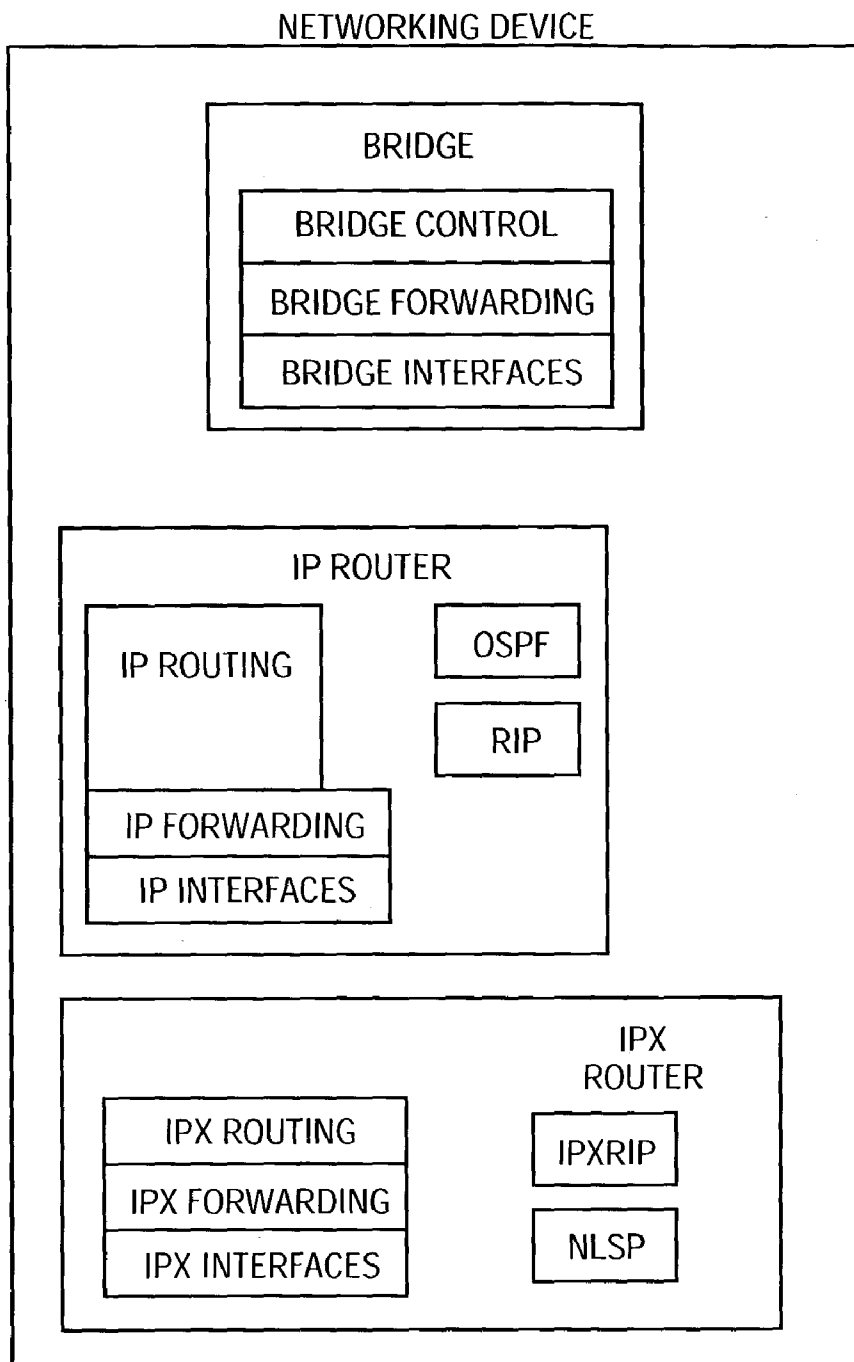 NETWORKING DEVICE
BRIDGE
BRIDGE CONTROL
BRIDGE FORWARDING
BRIDGE INTERFACES
IP ROUTER
IP ROUTING
OSPF
RIP
IP FORWARDING
IP INTERFACES
IPX
ROUTER
IPX ROUTING
IPXRIP
IPX FORWARDING
NLSP
IPX INTERFACES